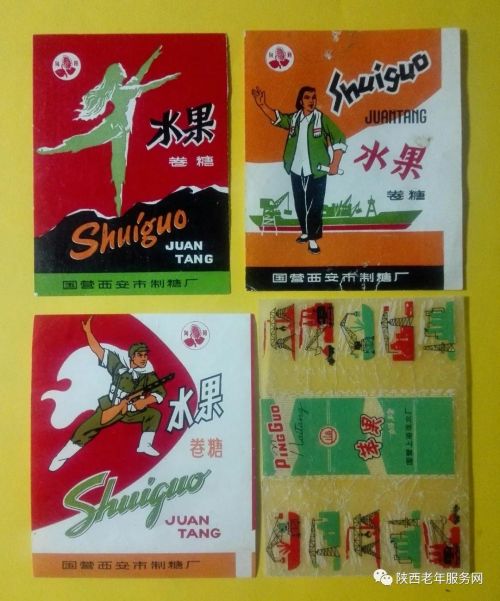 水果
卷糖
Shuiguo
JUAN
TANG
国营西安市制糖厂
Shuiguo
JUANTANG
水果
卷糖
国营西安市制糖厂
水果
卷糖
Shuiguo
JUAN
TANG
国营西安市制糖厂
PING GUO
苹果
陕西老年服务网